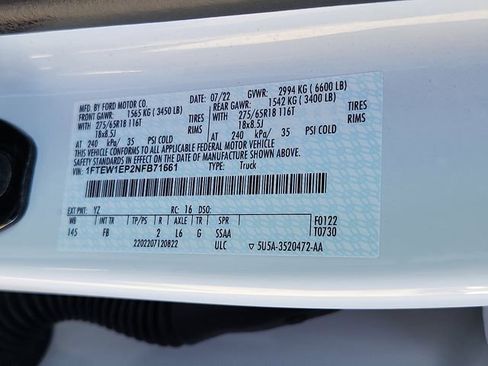 MFD. BY FORD MOTOR CO.
DATE: 07/22 GVWR: 2994 KG ( 6600 LB)
FRONT GAWR: 1565 KG ( 3450 LB) REAR GAWR: 1542 KG ( 3400 LB)
WITH 275/65R18 116T TIRES WITH 275/65R18 116T TIRES
18x8.5J RIMS 18x8.5J RIMS
AT 240 kPa/ 35 PSI COLD AT 240 kPa/ 35 PSI COLD
THIS VEHICLE CONFORMS TO ALL APPLICABLE FEDERAL MOTOR VEHICLE
SAFETY STANDARDS IN EFFECT ON THE DATE OF MANUFACTURE SHOWN ABOVE.
VIN: 1FTEW1EP2NFB71661 TYPE: Truck
EXT PNT: YZ RC: 16 DSO:
WB INT TR TP/PS R AXLE TR SPR F0122
145 FB 2 L6 G SSAA T0730
2202207120822 ULC 5U5A-3520472-AA